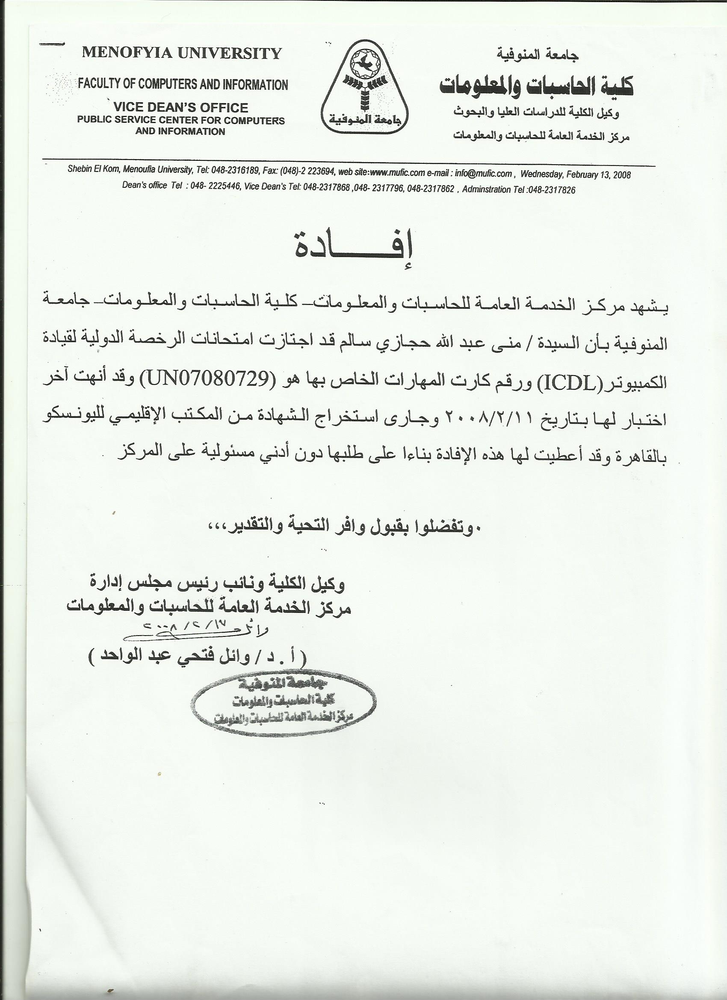 MENOFYIA UNIVERSITY
FACULTY OF COMPUTERS AND INFORMATION
VICE DEAN'S OFFICE
PUBLIC SERVICE CENTER FOR COMPUTERS
AND INFORMATION
جامعة المنوفية
جامعة المنوفية
كلية الحاسبات والمعلومات
وكيل الكلية للدراسات العليا والبحوث
مركز الخدمة العامة للحاسبات والمعلومات
Shebin El Kom, Menoufia University, Tel: 048-2316189, Fax: (048)-2 223694, web site:www.mufic.com e-mail : info@mufic.com , Wednesday, February 13, 2008
Dean's office Tel : 048- 2225446, Vice Dean's Tel: 048-2317868 ,048- 2317796, 048-2317862 , Adminstration Tel :048-2317826
إفــــادة
يشهد مركز الخدمة العامة للحاسبات والمعلومات– كلية الحاسبات والمعلومات– جامعة
المنوفية بأن السيدة / منى عبد الله حجازي سالم قد اجتازت امتحانات الرخصة الدولية لقيادة
الكمبيوتر(ICDL) ورقم كارت المهارات الخاص بها هو (UN07080729) وقد أنهت آخر
اختبار لها بتاريخ ٢٠٠٨/٢/١١ وجارى استخراج الشهادة من المكتب الإقليمي لليونسكو
بالقاهرة وقد أعطيت لها هذه الإفادة بناءا على طلبها دون أدني مسئولية على المركز .
.وتفضلوا بقبول وافر التحية والتقدير،،،
وكيل الكلية ونائب رئيس مجلس إدارة
مركز الخدمة العامة للحاسبات والمعلومات
وائل
( أ . د / وائل فتحي عبد الواحد )
جامعة المنوفية
كلية الحاسبات والمعلومات
مركز الخدمة العامة للحاسبات والمعلومات